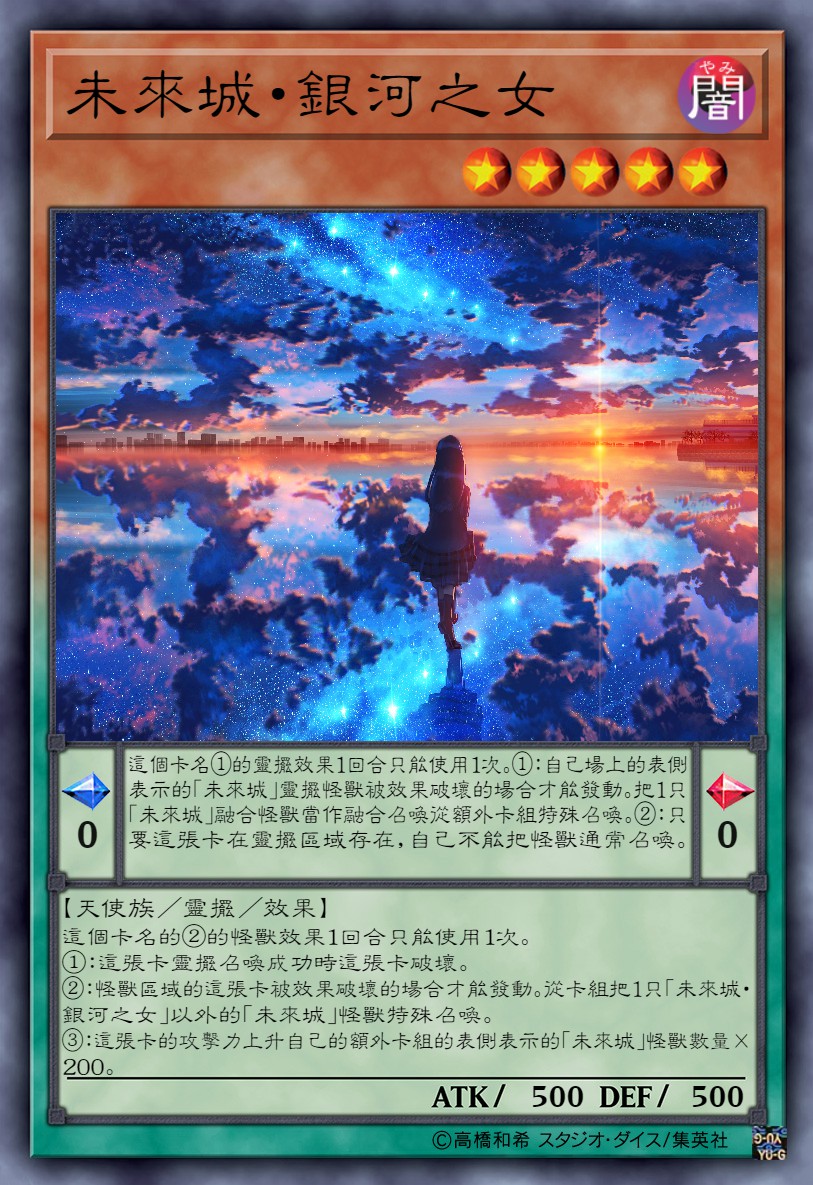 未來城・銀河之女
やみ
闇
這個卡名①的靈擺效果1回合只能使用1次。①:自己場上的表側
表示的「未來城」靈擺怪獸被效果破壞的場合才能發動。把1只
「未來城」融合怪獸當作融合召喚從額外卡組特殊召喚。②:只
要這張卡在靈擺區域存在,自己不能把怪獸通常召喚。
0
0
【天使族／靈擺／效果】
這個卡名的②的怪獸效果1回合只能使用1次。
①:這張卡靈擺召喚成功時這張卡破壞。
②:怪獸區域的這張卡被效果破壞的場合才能發動。從卡組把1只「未來城・
銀河之女」以外的「未來城」怪獸特殊召喚。
③:這張卡的攻擊力上升自己的額外卡組的表側表示的「未來城」怪獸數量×
200。
ATK/ 500 DEF/ 500
©高橋和希 スタジオ・ダイス/集英社
YU-G
YU-G